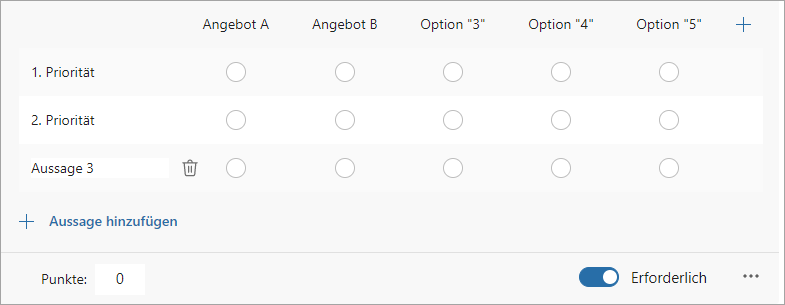 Angebot A Angebot B Option "3" Option "4" Option "5"
1. Priorität
2. Priorität
Aussage 3
Aussage hinzufügen
Punkte: 0 Erforderlich